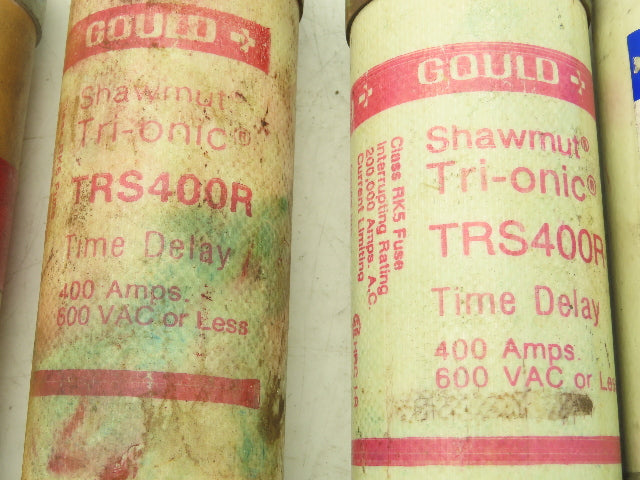 GOULD
Shawmut
Tri-onic®
TRS400R
Time Delay
400 Amps.
600 VAC or Less
GOULD
Shawmut®
Tri-onic®
TRS400R
Time Delay
400 Amps.
600 VAC or Les
Class RK5 Fuse
Interrupting Rating
200,000 Amps. A.C.
Current Limiting